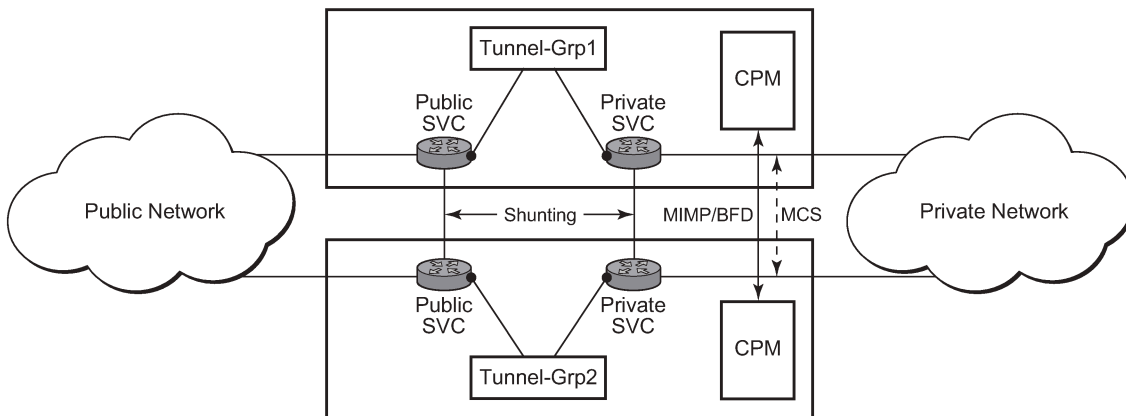 Tunnel-Grp1
CPM
Public
SVC
Private
SVC
Public Network
Shunting
MIMP/BFD
MCS
Private Network
Public
SVC
Private
SVC
Tunnel-Grp2
CPM